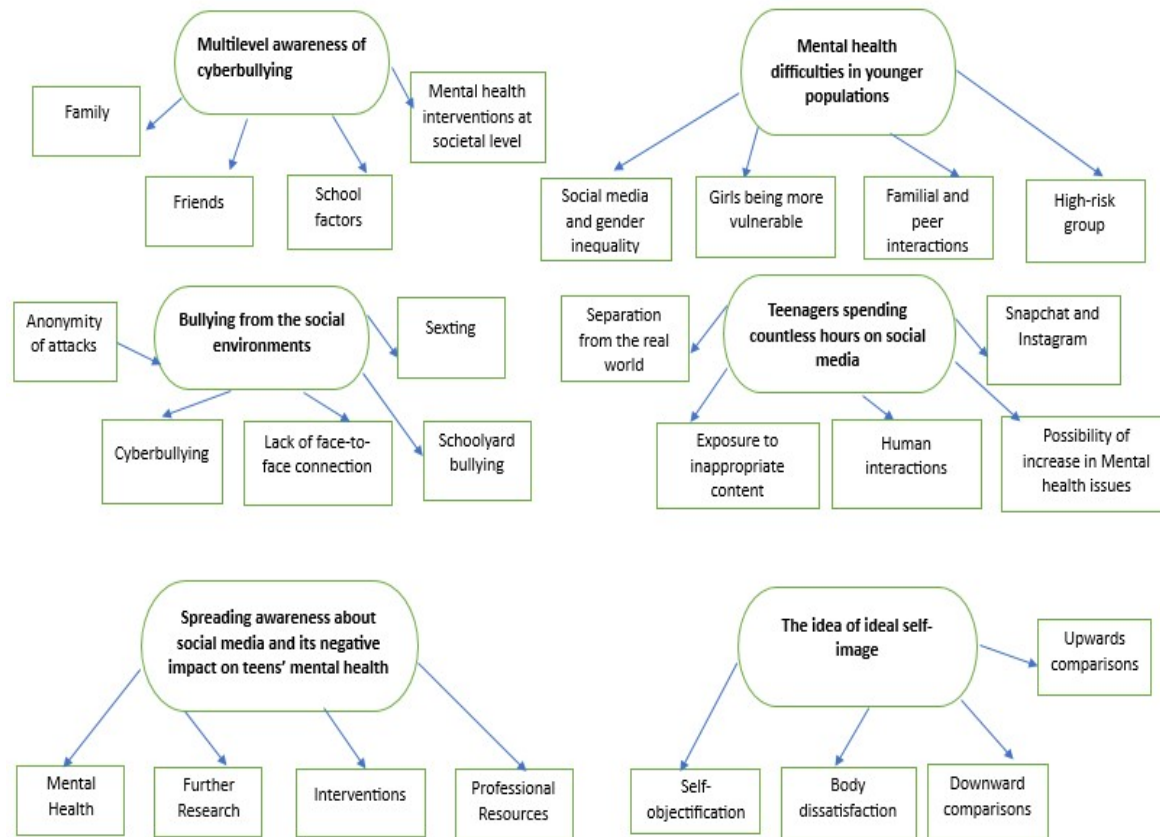 Multilevel awareness of
cyberbullying
Family
Friends
School
factors
Mental health
interventions at
societal level
Mental health
difficulties in younger
populations
Social media
and gender
inequality
Girls being more
vulnerable
Familial and
peer
interactions
High-risk
group
Bullying from the social
environments
Anonymity
of attacks
Sexting
Cyberbullying
Lack of face-to-
face connection
Schoolyard
bullying
Teenagers spending
countless hours on social
media
Separation
from the real
world
Snapchat and
Instagram
Exposure to
inappropriate
content
Human
interactions
Possibility of
increase in Mental
health issues
Spreading awareness about
social media and its negative
impact on teens’ mental health
Mental
Health
Further
Research
Interventions
Professional
Resources
The idea of ideal self-
image
Upwards
comparisons
Self-
objectification
Body
dissatisfaction
Downward
comparisons